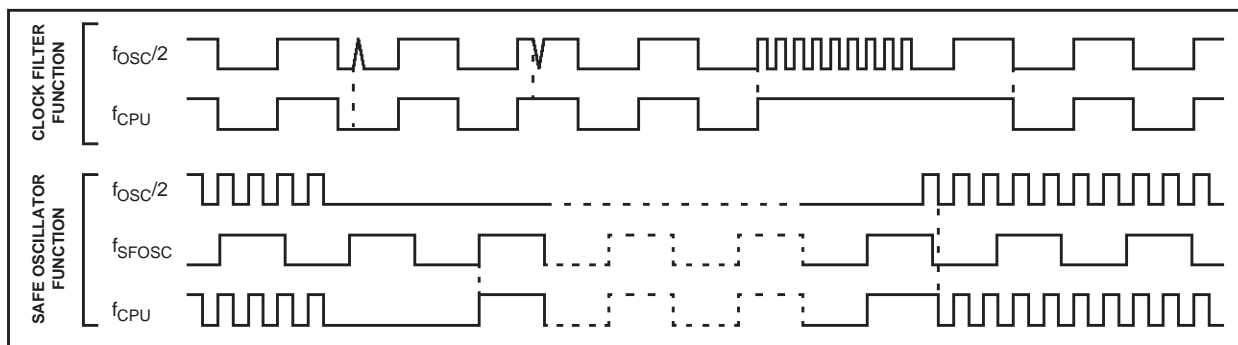 CLOCK FILTER
FUNCTION
fOSC/2
fCPU
SAFE OSCILLATOR
FUNCTION
fOSC/2
fSFOSC
fCPU